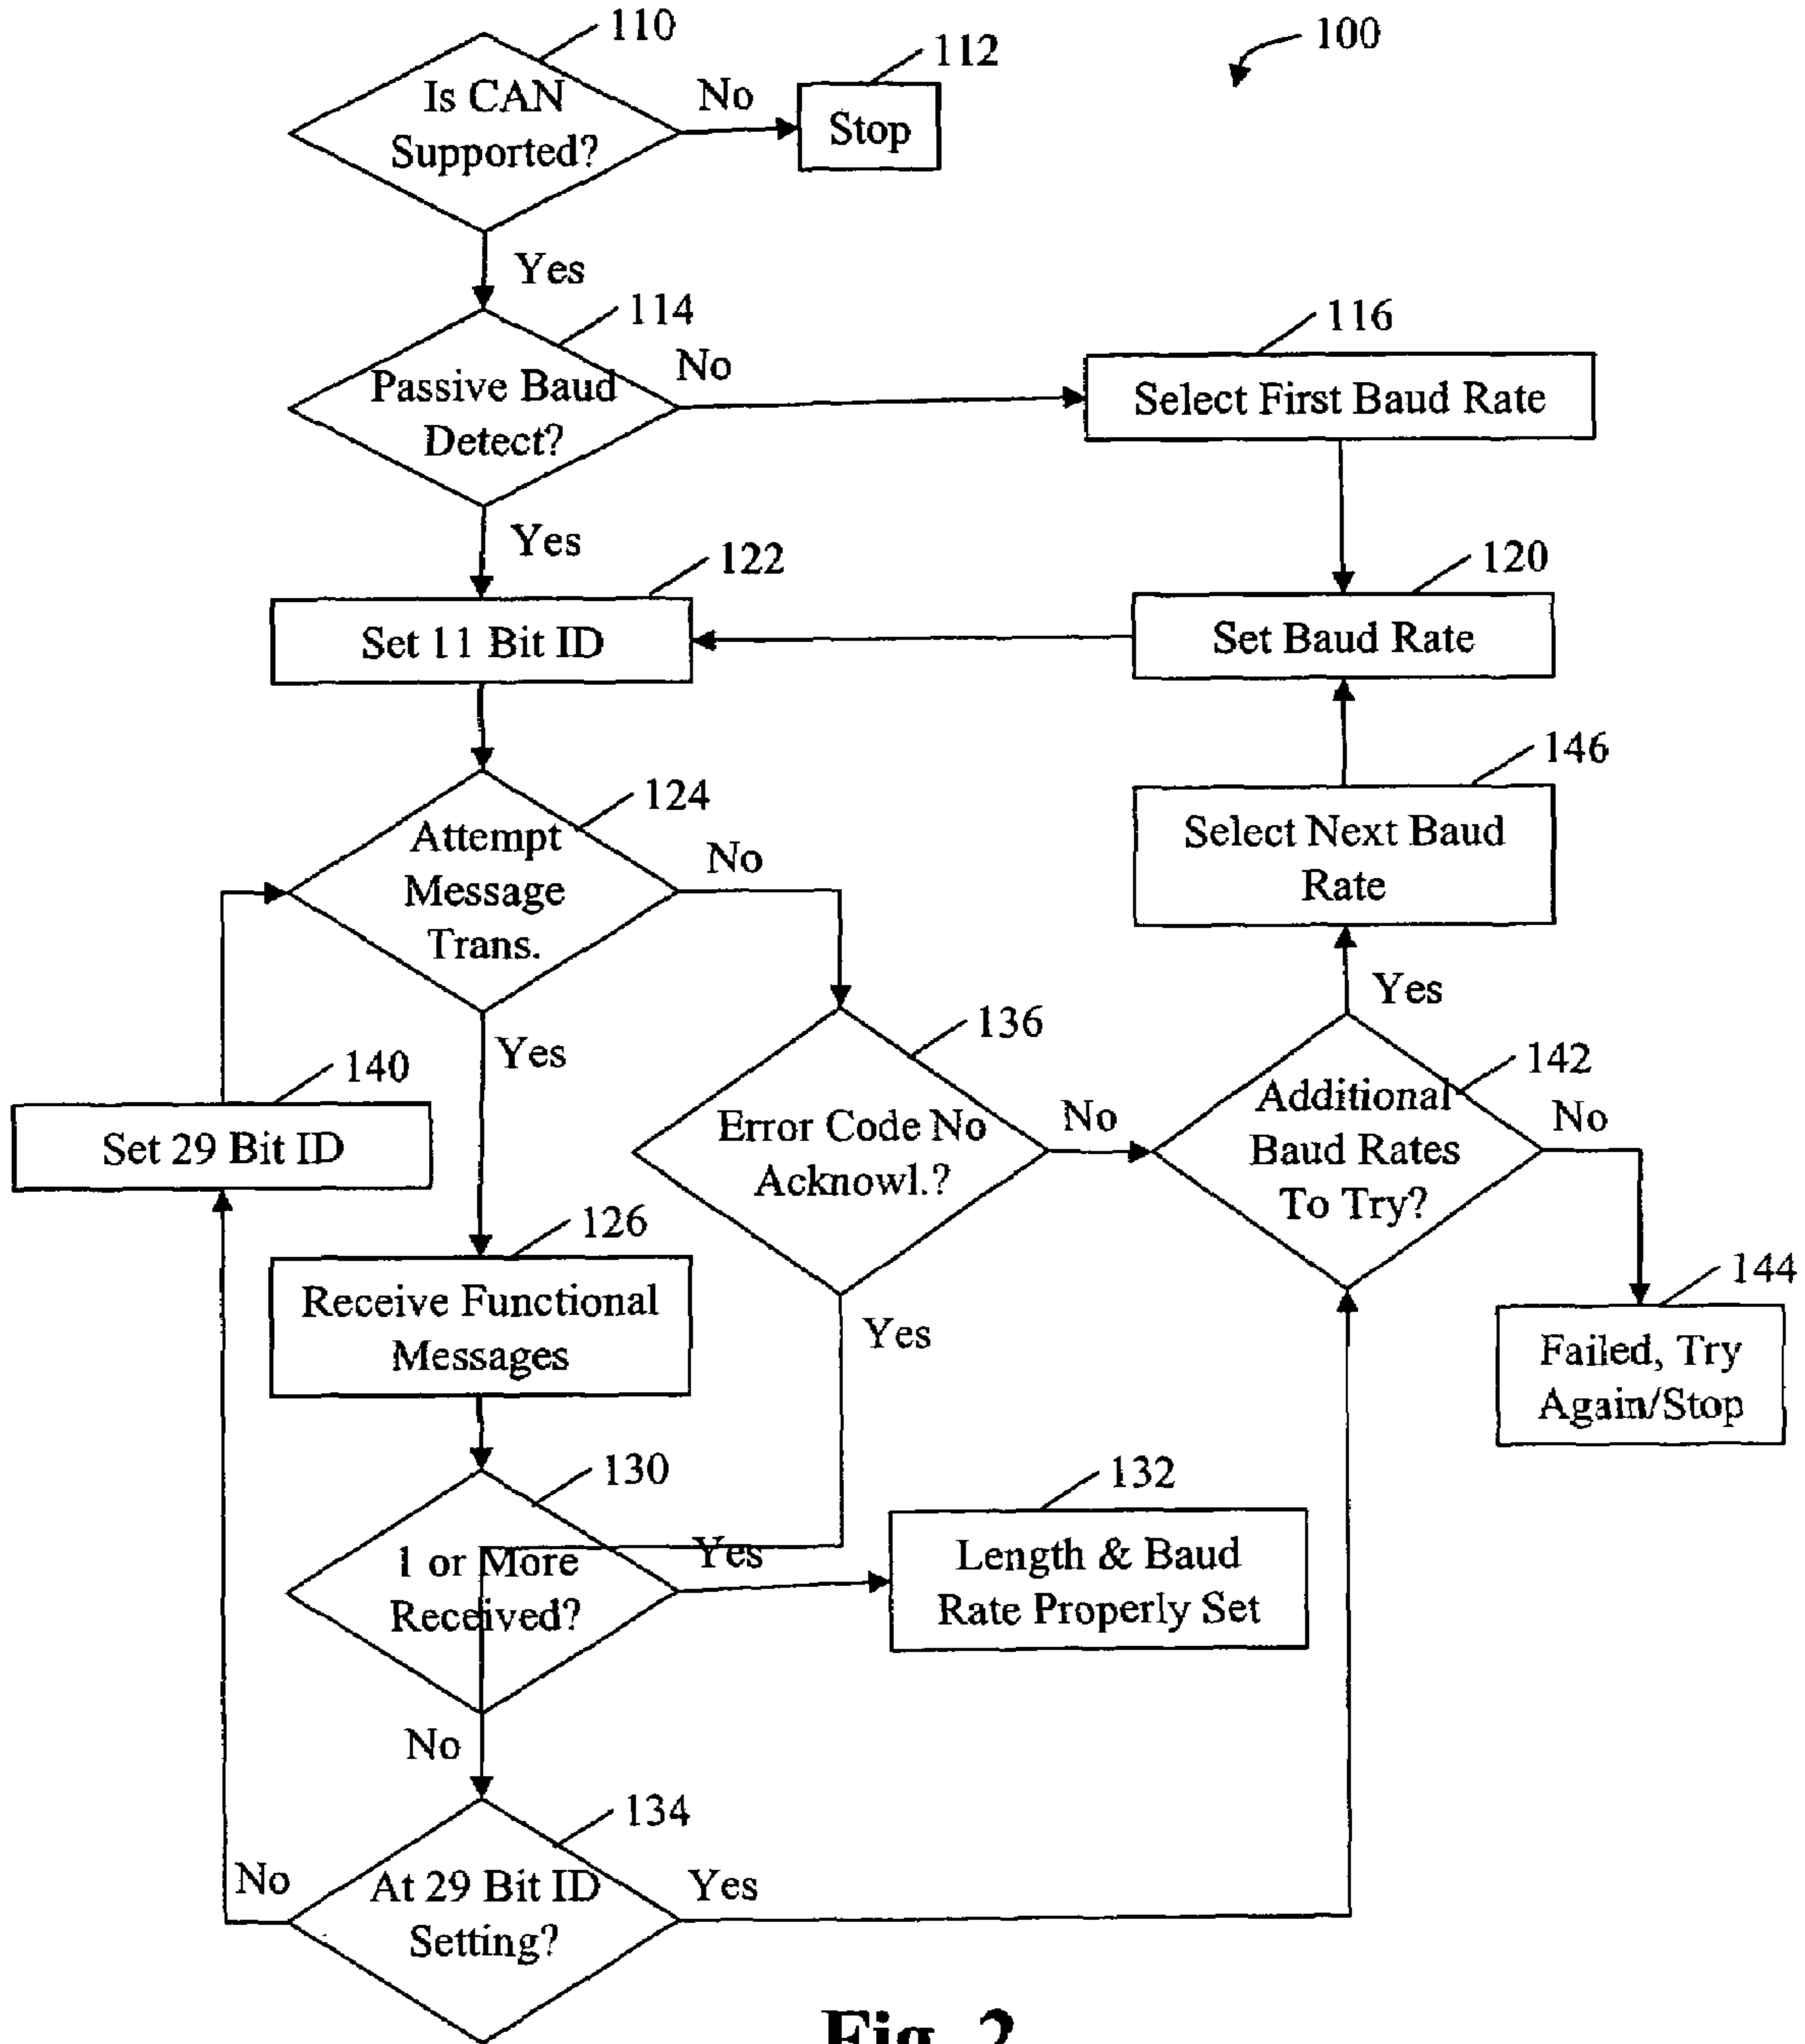 110
100
112
Is CAN
Supported?
No
Stop
Yes
114
116
Passive Baud
Detect?
No
Select First Baud Rate
Yes
122
120
Set 11 Bit ID
Set Baud Rate
146
124
Attempt
Message
Trans.
No
Select Next Baud
Rate
Yes
136
Yes
140
142
Set 29 Bit ID
Error Code No
Acknowl.?
No
Additional
Baud Rates
To Try?
No
126
144
Receive Functional
Messages
Yes
Failed, Try
Again/Stop
130
132
1 or More
Received?
Yes
Length & Baud
Rate Properly Set
No
134
No
At 29 Bit ID
Setting?
Yes
Fig. 2